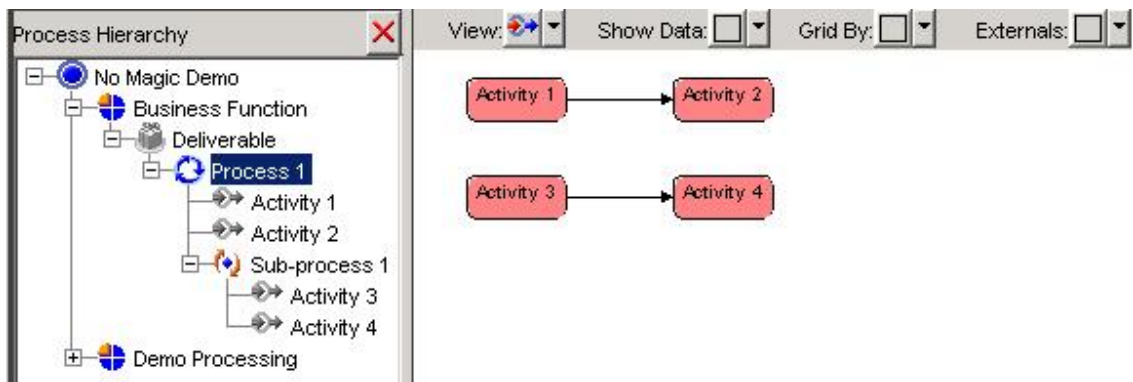 Process Hierarchy
View:
Show Data:
Grid By:
Externals:
No Magic Demo
Business Function
Deliverable
Process 1
Activity 1
Activity 2
Sub-process 1
Activity 3
Activity 4
Demo Processing
Activity 1
Activity 2
Activity 3
Activity 4